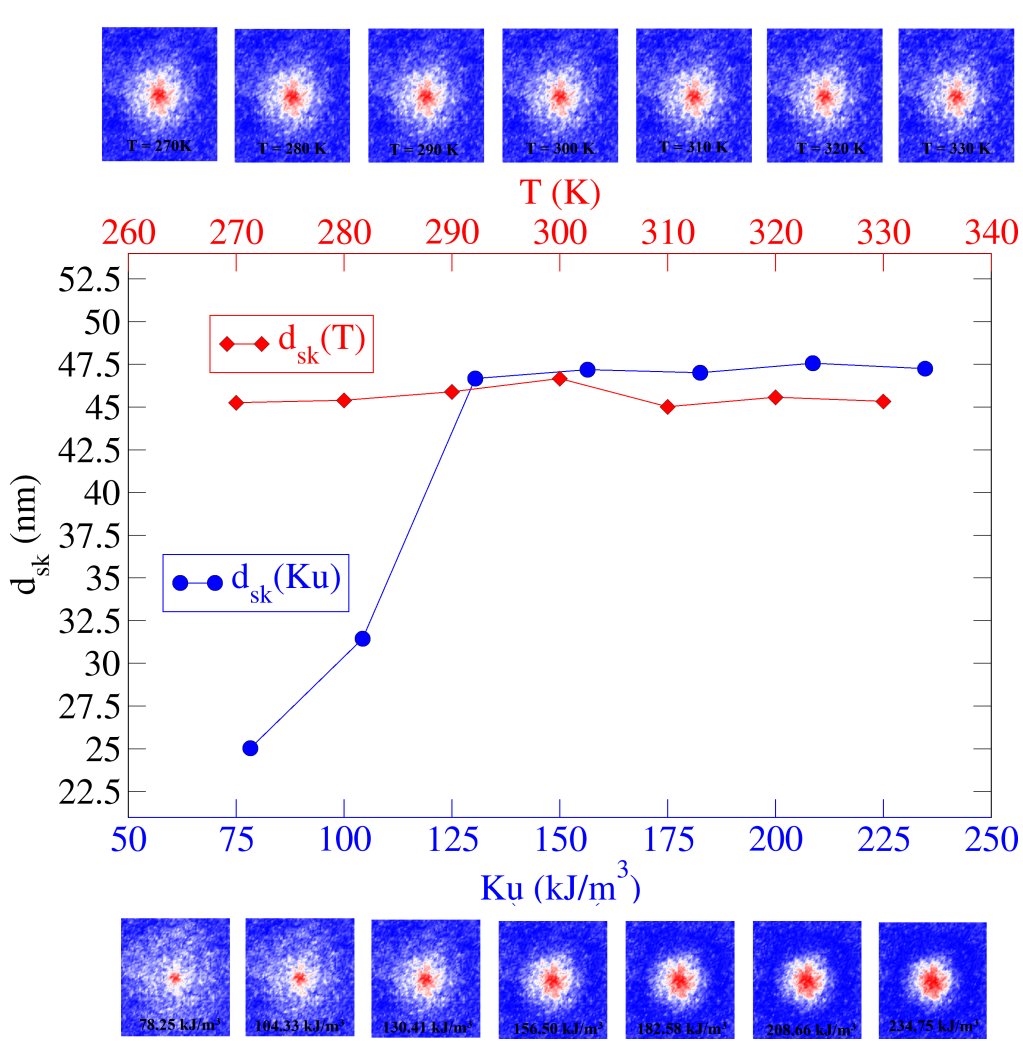 T = 270K T = 280 K T = 290 K T = 300 K T = 310 K T = 320 K T = 330 K
T (K)
260 270 280 290 300 310 320 330 340
52.5
50
d_sk(T)
47.5
45
42.5
40
37.5
d_sk (nm)
35
d_sk(Ku)
32.5
30
27.5
25
22.5
50 75 100 125 150 175 200 225 250
Ku (kJ/m³)
78.25 kJ/m³ 104.33 kJ/m³ 130.41 kJ/m³ 156.50 kJ/m³ 182.58 kJ/m³ 208.66 kJ/m³ 234.75 kJ/m³